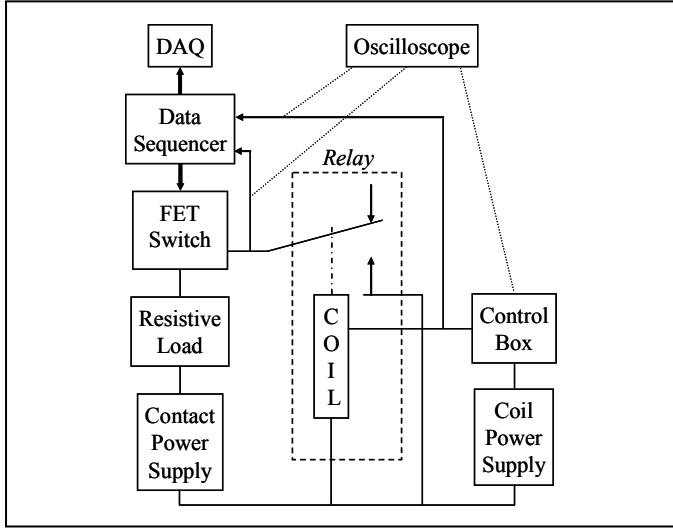 DAQ
Oscilloscope
Data
Sequencer
Relay
FET
Switch
C
O
I
L
Resistive
Load
Control
Box
Contact
Power
Supply
Coil
Power
Supply